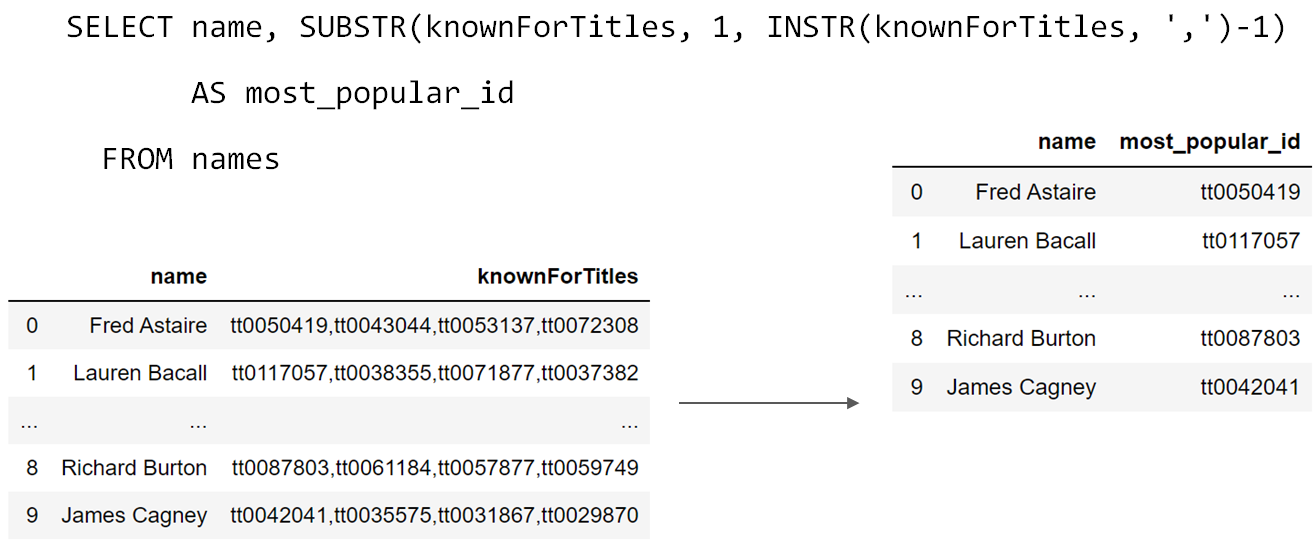 SELECT name, SUBSTR(knownForTitles, 1, INSTR(knownForTitles, ',')-1)
AS most_popular_id
FROM names
name knownForTitles
0 Fred Astaire tt0050419,tt0043044,tt0053137,tt0072308
1 Lauren Bacall tt0117057,tt0038355,tt0071877,tt0037382
... ... ...
8 Richard Burton tt0087803,tt0061184,tt0057877,tt0059749
9 James Cagney tt0042041,tt0035575,tt0031867,tt0029870
name most_popular_id
0 Fred Astaire tt0050419
1 Lauren Bacall tt0117057
... ... ...
8 Richard Burton tt0087803
9 James Cagney tt0042041